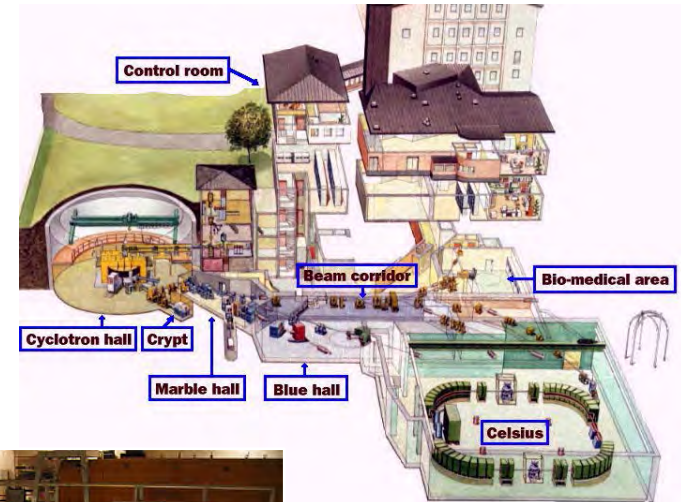 Control room
Beam corridor
Bio-medical area
Cyclotron hall
Crypt
Marble hall
Blue hall
Celsius